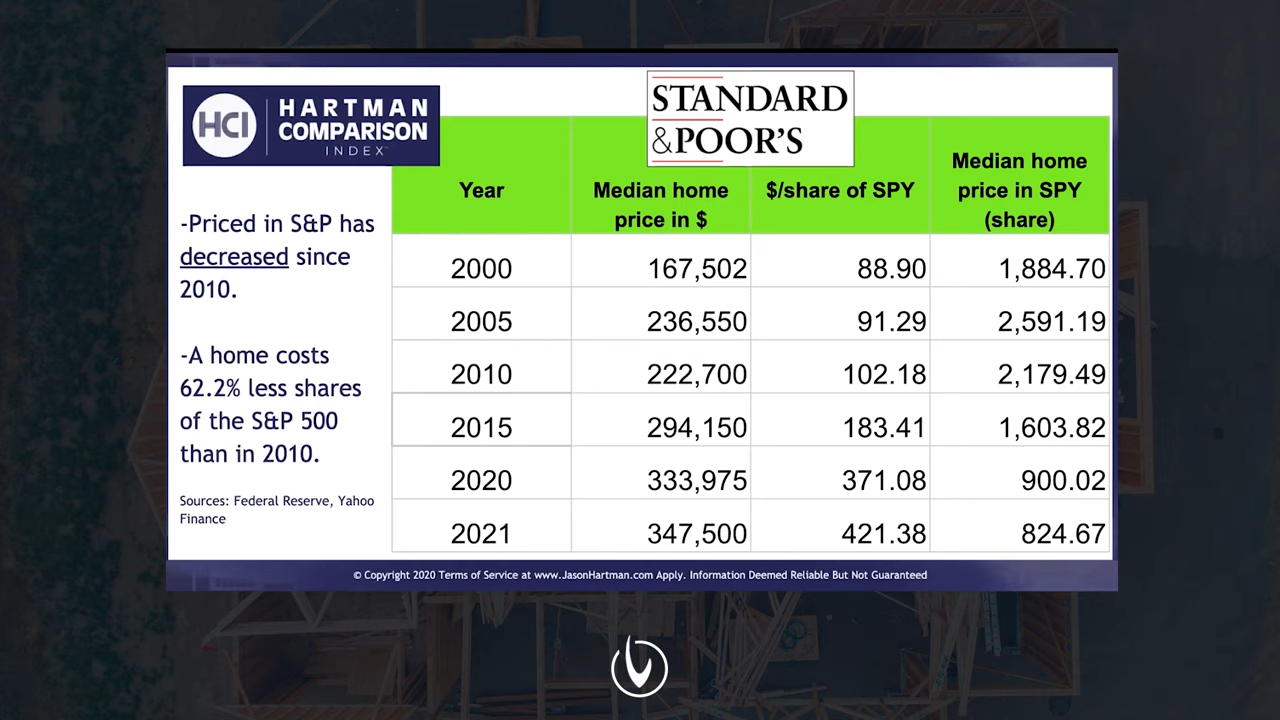 HCI
HARTMAN
COMPARISON
INDEX™
STANDARD
&POOR'S
-Priced in S&P has
decreased since
2010.
-A home costs
62.2% less shares
of the S&P 500
than in 2010.
Sources: Federal Reserve, Yahoo
Finance
Year Median home price in $ $/share of SPY Median home price in SPY (share)
2000 167,502 88.90 1,884.70
2005 236,550 91.29 2,591.19
2010 222,700 102.18 2,179.49
2015 294,150 183.41 1,603.82
2020 333,975 371.08 900.02
2021 347,500 421.38 824.67
© Copyright 2020 Terms of Service at www.JasonHartman.com Apply. Information Deemed Reliable But Not Guaranteed